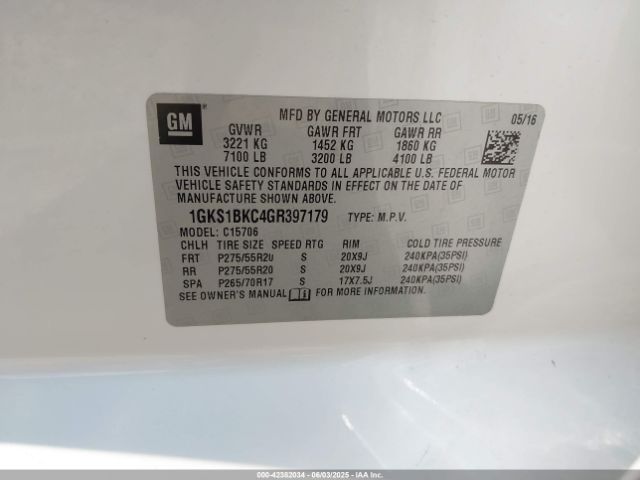 GM
MFD BY GENERAL MOTORS LLC 05/16
GVWR GAWR FRT GAWR RR
3221 KG 1452 KG 1860 KG
7100 LB 3200 LB 4100 LB
THIS VEHICLE CONFORMS TO ALL APPLICABLE U.S. FEDERAL MOTOR
VEHICLE SAFETY STANDARDS IN EFFECT ON THE DATE OF
MANUFACTURE SHOWN ABOVE.
1GKS1BKC4GR397179 TYPE: M.P.V.
MODEL: C15706
CHLH TIRE SIZE SPEED RTG RIM COLD TIRE PRESSURE
FRT P275/55R20 S 20X9J 240KPA(35PSI)
RR P275/55R20 S 20X9J 240KPA(35PSI)
SPA P265/70R17 S 17X7.5J 240KPA(35PSI)
SEE OWNER'S MANUAL FOR MORE INFORMATION.
000-42382034 - 06/03/2025 - IAAI.COM